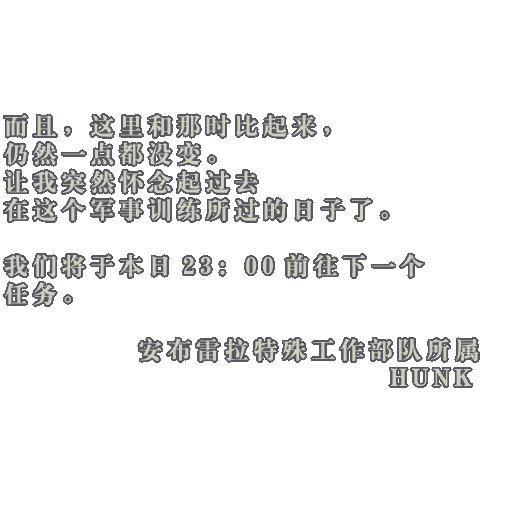 而且，这里和那时比起来，
仍然一点都没变。
让我突然怀念起过去
在这个军事训练所过的日子了。
我们将于本日 23：00 前往下一个
任务。
安布雷拉特殊工作部队所属
HUNK